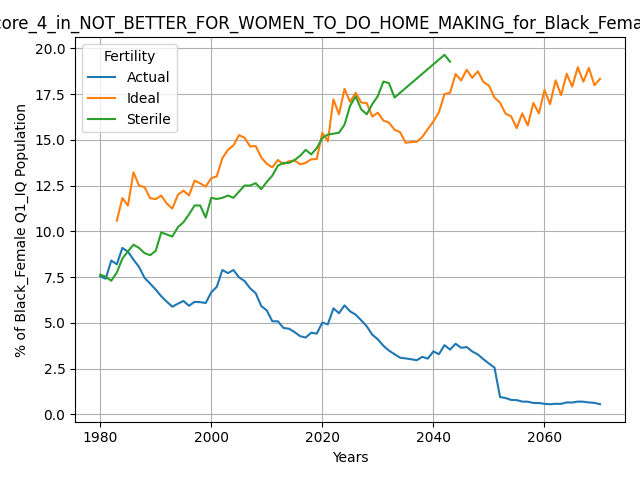 core_4_in_NOT_BETTER_FOR_WOMEN_TO_DO_HOME_MAKING_for_Black_Fema
Fertility
Actual
Ideal
Sterile
% of Black_Female Q1_IQ Population
20.0
17.5
15.0
12.5
10.0
7.5
5.0
2.5
0.0
1980
2000
2020
2040
2060
Years